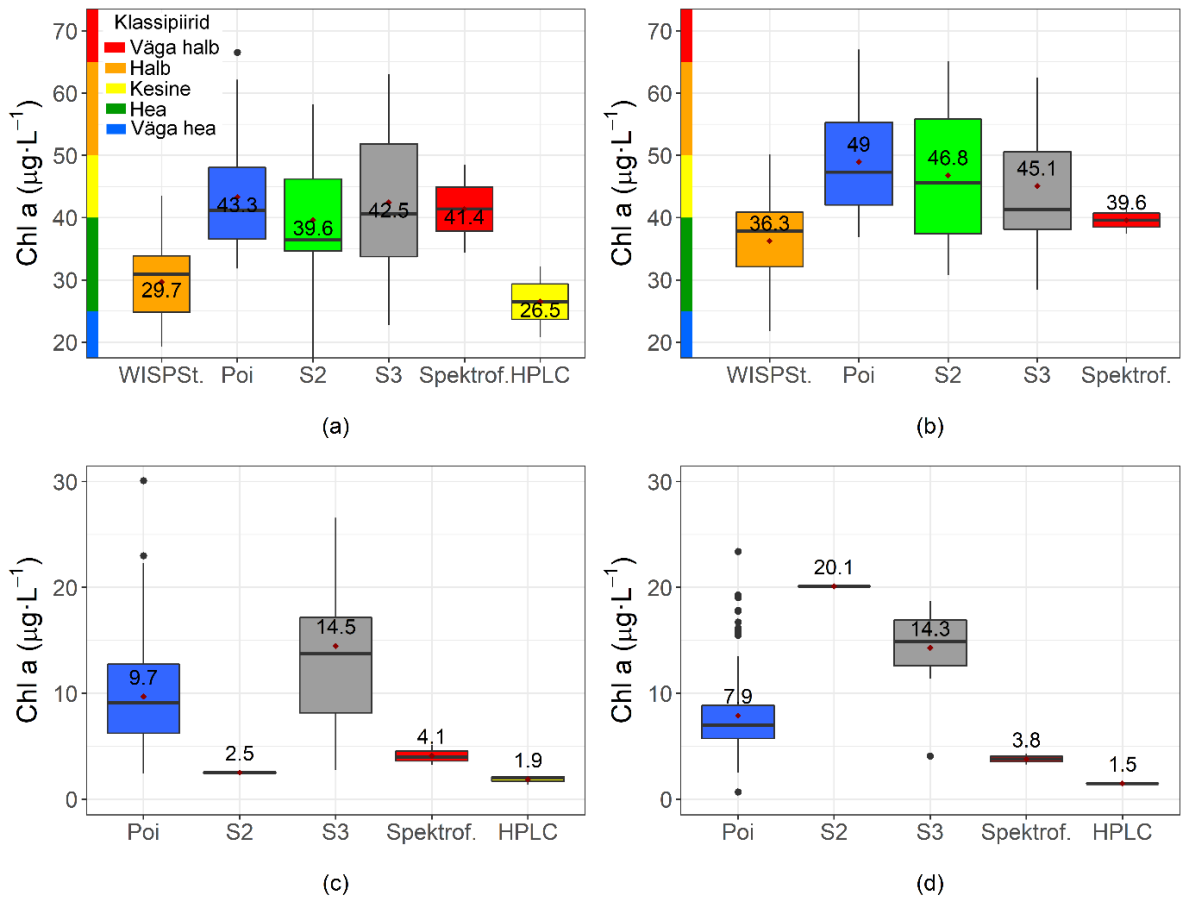 Chl a (µg·L⁻¹)
70
60
50
40
30
20
Klassipiirid
Väga halb
Halb
Kesine
Hea
Väga hea
29.7
43.3
39.6
42.5
41.4
26.5
WISPSt. Poi S2 S3 Spektrof. HPLC
(a)
Chl a (µg·L⁻¹)
70
60
50
40
30
20
36.3
49
46.8
45.1
39.6
WISPSt. Poi S2 S3 Spektrof.
(b)
Chl a (µg·L⁻¹)
30
20
10
0
9.7
2.5
14.5
4.1
1.9
Poi S2 S3 Spektrof. HPLC
(c)
Chl a (µg·L⁻¹)
30
20
10
0
7.9
20.1
14.3
3.8
1.5
Poi S2 S3 Spektrof. HPLC
(d)